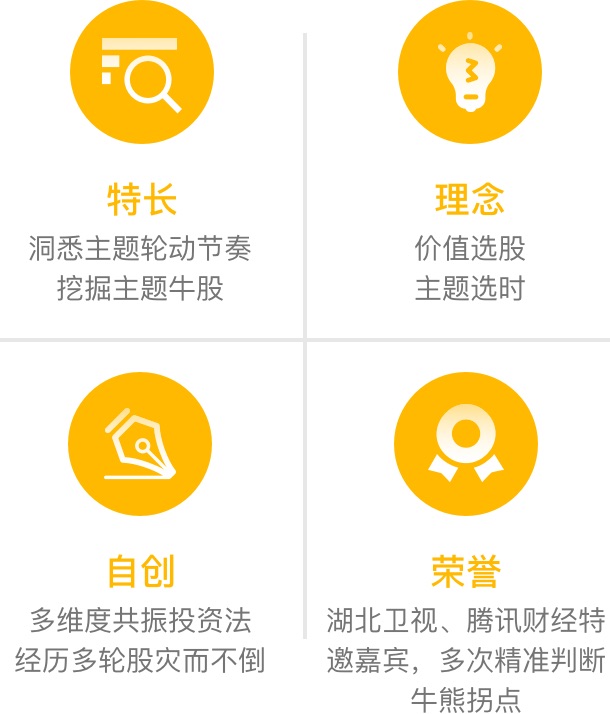 特长
洞悉主题轮动节奏
挖掘主题牛股
理念
价值选股
主题选时
自创
多维度共振投资法
经历多轮股灾而不倒
荣誉
湖北卫视、腾讯财经特
邀嘉宾，多次精准判断
牛熊拐点